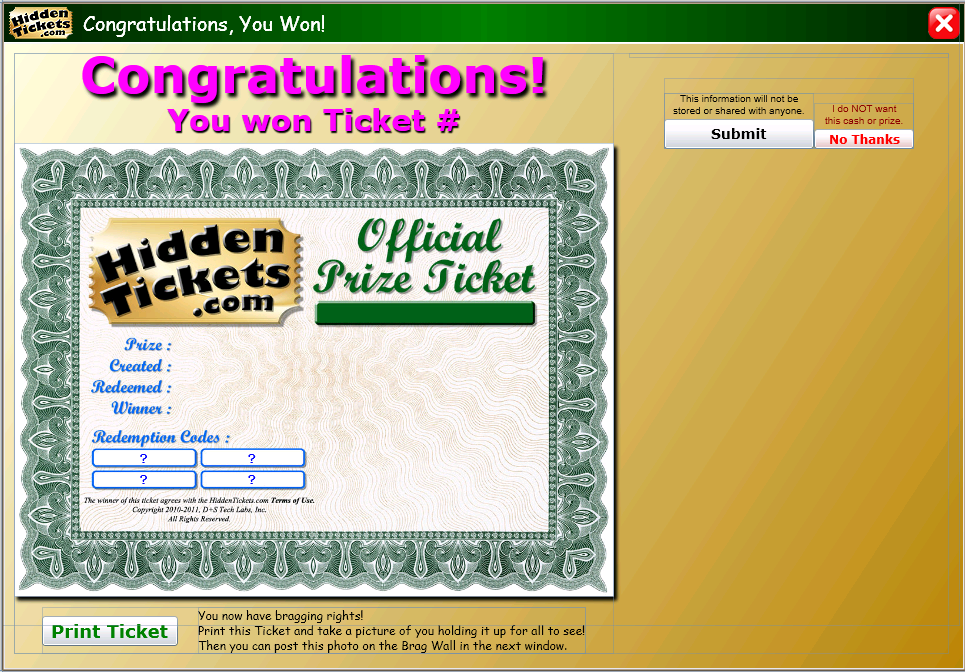 Hidden
Tickets
.com
Congratulations, You Won!
Congratulations!
You won Ticket #
This information will not be
stored or shared with anyone.
Submit
I do NOT want
this cash or prize.
No Thanks
Hidden
Tickets
.com
Official
Prize Ticket
Prize :
Created :
Redeemed :
Winner :
Redemption Codes :
? ?
? ?
The winner of this ticket agrees with the HiddenTickets.com Terms of Use.
Copyright 2010-2011, D+S Tech Labs, Inc.
All Rights Reserved.
Print Ticket
You now have bragging rights!
Print this Ticket and take a picture of you holding it up for all to see!
Then you can post this photo on the Brag Wall in the next window.